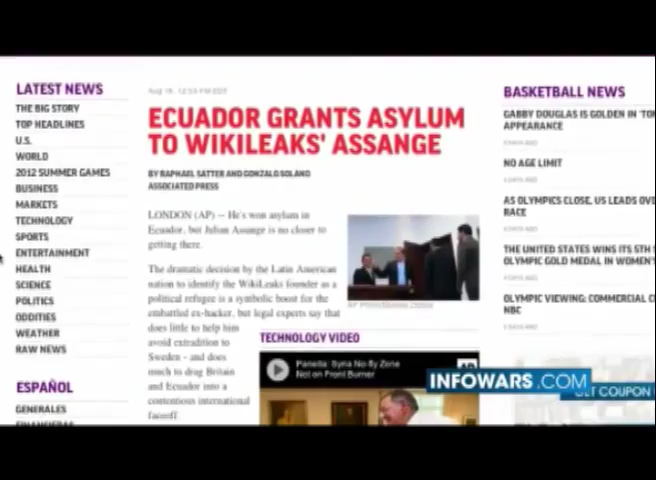 LATEST NEWS
THE BIG STORY
TOP HEADLINES
U.S.
WORLD
2012 SUMMER GAMES
BUSINESS
MARKETS
TECHNOLOGY
SPORTS
ENTERTAINMENT
HEALTH
SCIENCE
POLITICS
ODDITIES
WEATHER
RAW NEWS
ESPAÑOL
GENERALES
ECUADOR GRANTS ASYLUM
TO WIKILEAKS' ASSANGE
BY RAPHAEL SATTER AND GONZALO SOLANO
ASSOCIATED PRESS
LONDON (AP) -- He's won asylum in
Ecuador, but Julian Assange is no closer to
getting there.
The dramatic decision by the Latin American
nation to identify the WikiLeaks founder as a
political refugee is a symbolic boost for the
embattled ex-hacker, but legal experts say that
does little to help him
avoid extradition to
Sweden - and does
much to drag Britain
and Ecuador into a
contentious international
faceoff.
TECHNOLOGY VIDEO
Panetta: Syria No-fly Zone
Not on Front Burner
AP
BASKETBALL NEWS
GABBY DOUGLAS IS GOLDEN IN 'TO
APPEARANCE
NO AGE LIMIT
AS OLYMPICS CLOSE, US LEADS OV
RACE
THE UNITED STATES WINS ITS 5TH
OLYMPIC GOLD MEDAL IN WOMEN'
OLYMPIC VIEWING: COMMERCIAL C
NBC
INFOWARS.COM
GET COUPON